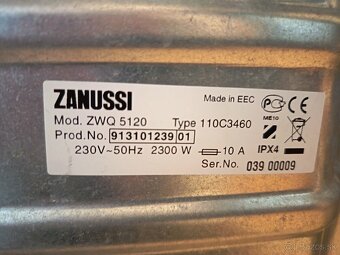 ZANUSSI
Made in EEC
Mod. ZWQ 5120 Type 110C3460
ME10
Prod.No. 913101239 01
230V~50Hz 2300 W 10 A IPX4
Ser.No. 039 00009